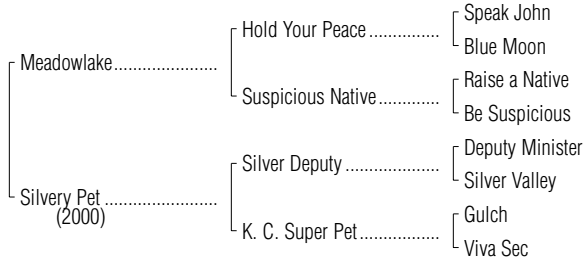 Speak John
Hold Your Peace ...............
Blue Moon
Meadowlake......................
Raise a Native
Suspicious Native.............
Be Suspicious
Deputy Minister
Silver Deputy ....................
Silver Valley
Silvery Pet ........................
(2000)
Gulch
K. C. Super Pet.................
Viva Sec